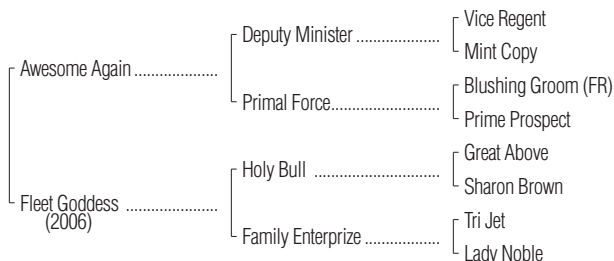 Vice Regent
Deputy Minister ....................
Mint Copy
Awesome Again ....................
Blushing Groom (FR)
Primal Force..........................
Prime Prospect
Great Above
Holy Bull ..............................
Sharon Brown
Fleet Goddess ......................
(2006)
Tri Jet
Family Enterprize ..................
Lady Noble